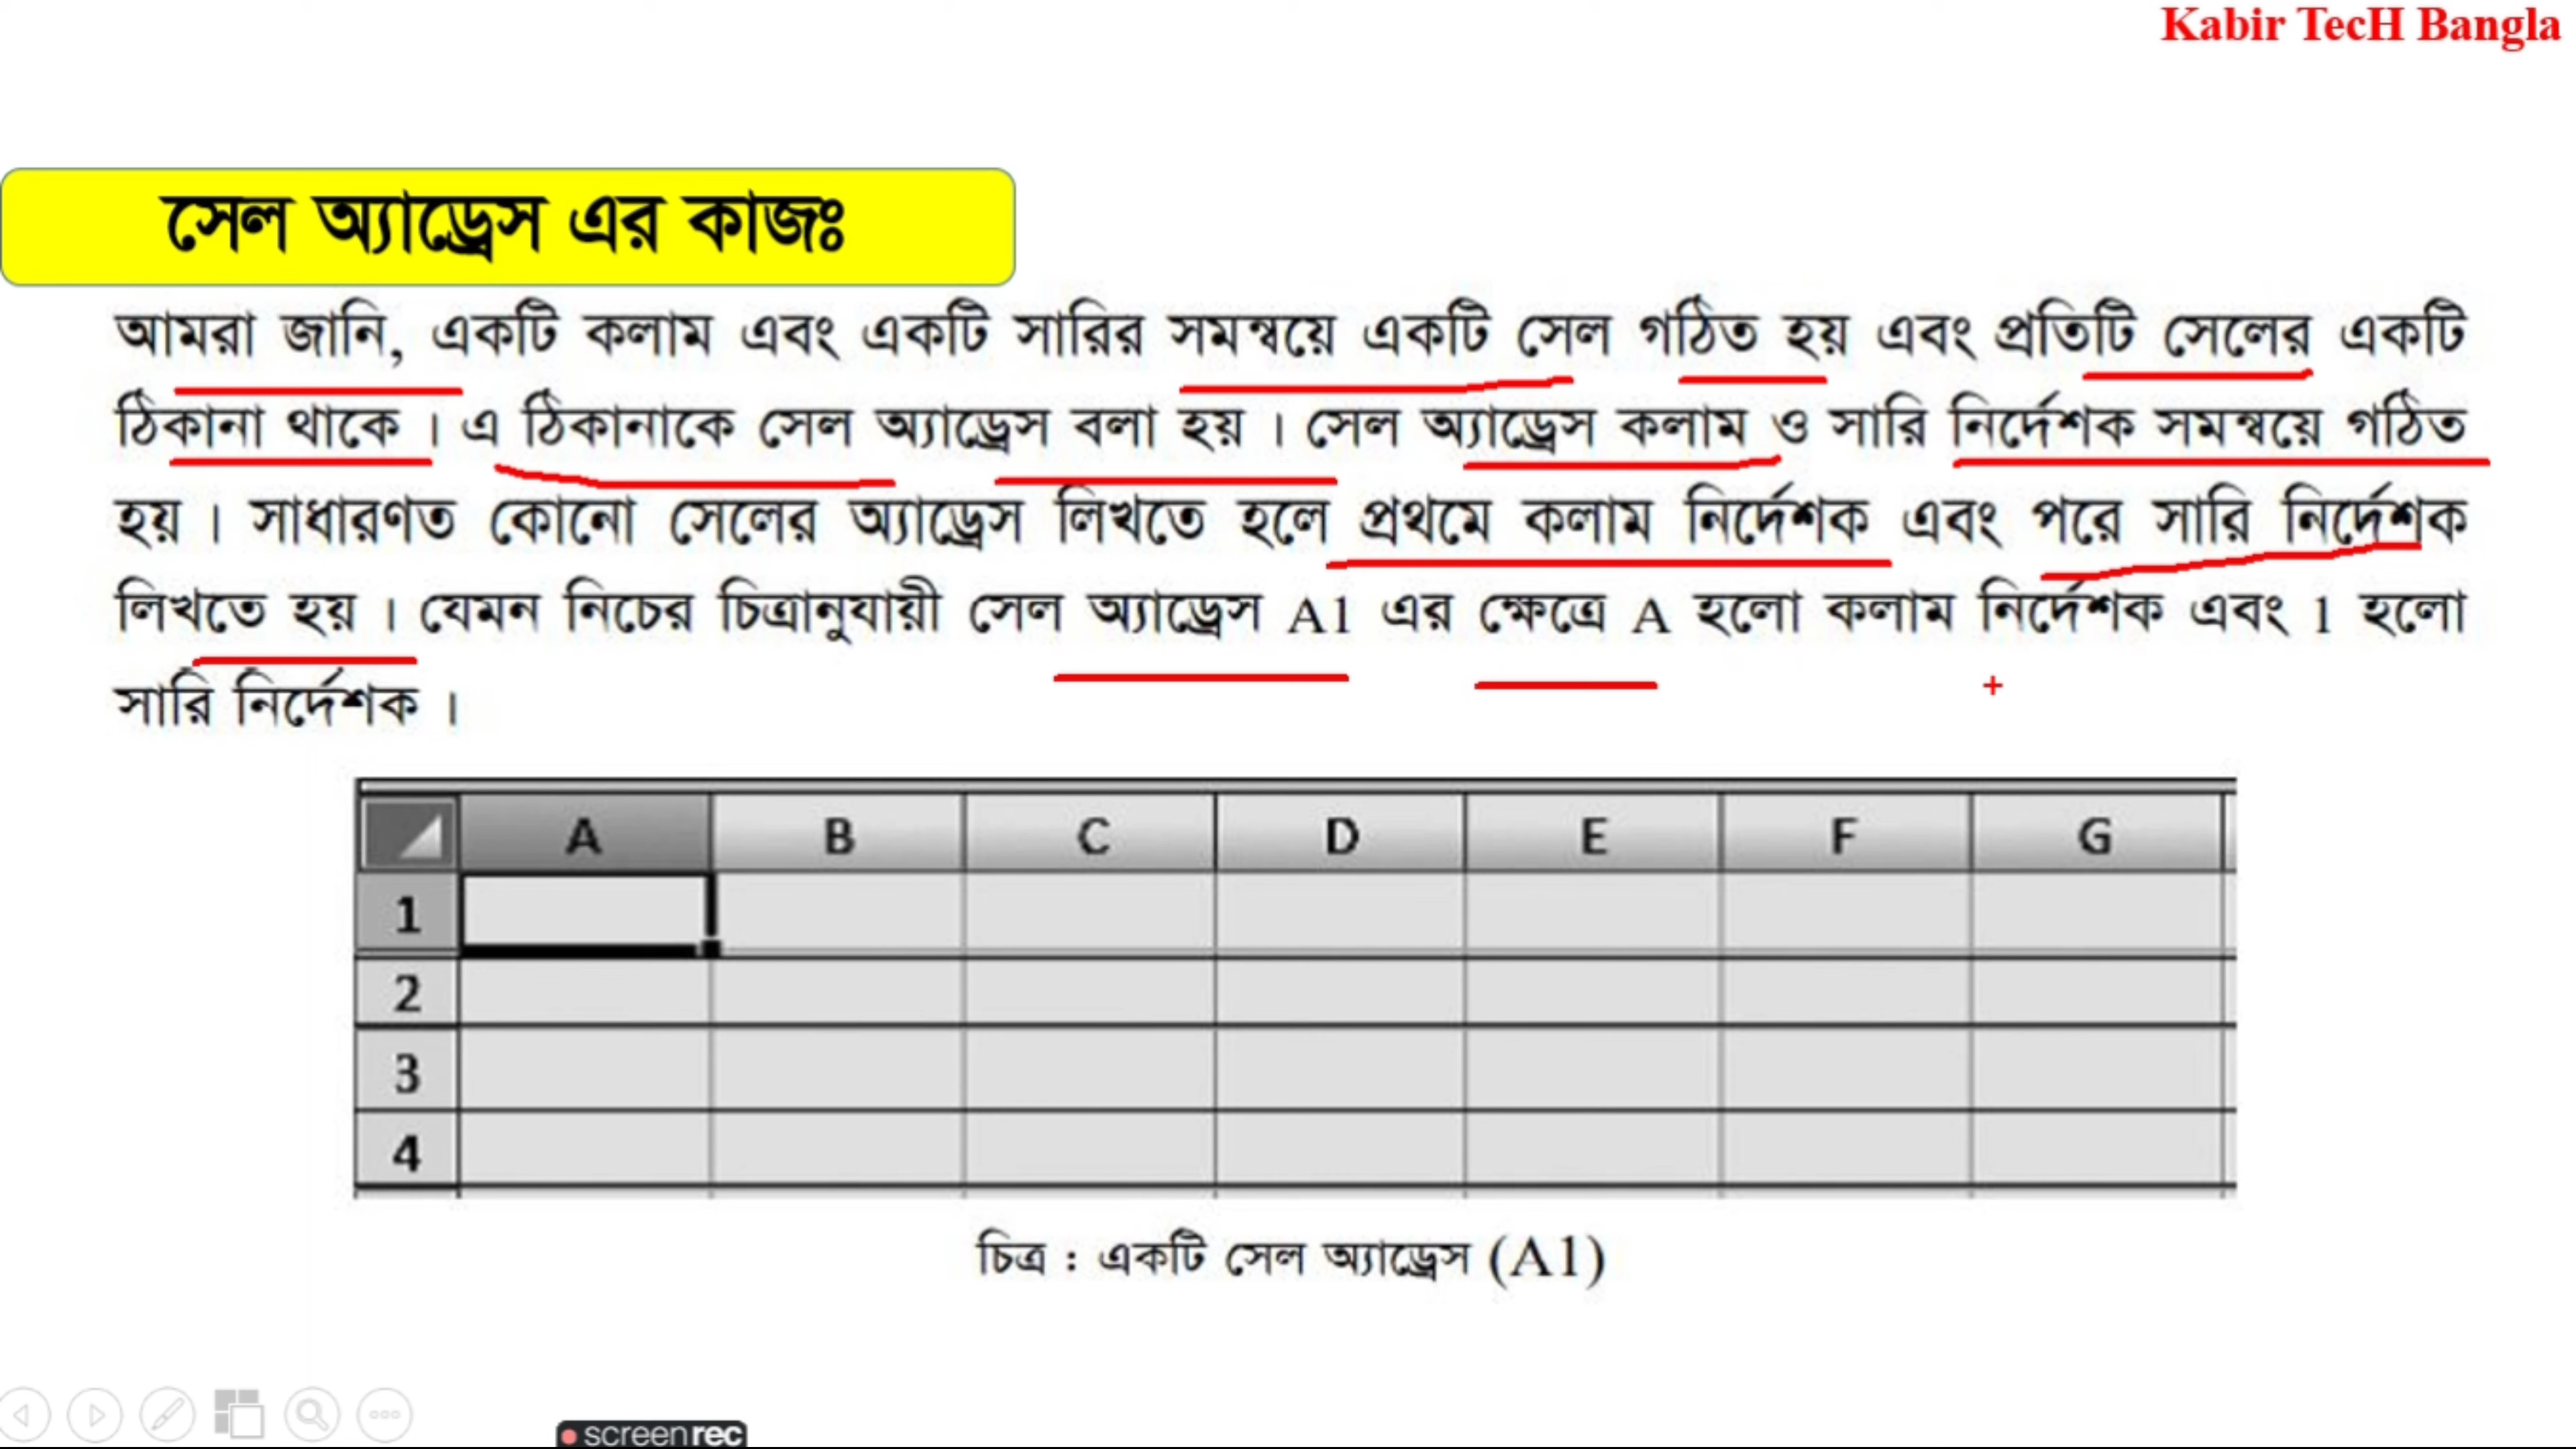 Kabir TecH Bangla
সেল অ্যাড্রেস এর কাজঃ
আমরা জানি, একটি কলাম এবং একটি সারির সমন্বয়ে একটি সেল গঠিত হয় এবং প্রতিটি সেলের একটি
ঠিকানা থাকে । এ ঠিকানাকে সেল অ্যাড্রেস বলা হয় । সেল অ্যাড্রেস কলাম ও সারি নির্দেশক সমন্বয়ে গঠিত
হয় । সাধারণত কোনো সেলের অ্যাড্রেস লিখতে হলে প্রথমে কলাম নির্দেশক এবং পরে সারি নির্দেশক
লিখতে হয় । যেমন নিচের চিত্রানুযায়ী সেল অ্যাড্রেস A1 এর ক্ষেত্রে A হলো কলাম নির্দেশক এবং 1 হলো
সারি নির্দেশক ।
A B C D E F G
1
2
3
4
চিত্র : একটি সেল অ্যাড্রেস (A1)
screenrec